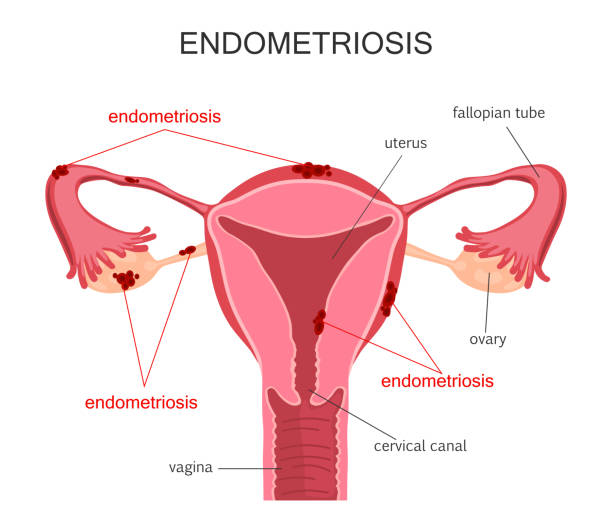 ENDOMETRIOSIS
endometriosis
fallopian tube
uterus
ovary
endometriosis
endometriosis
cervical canal
vagina